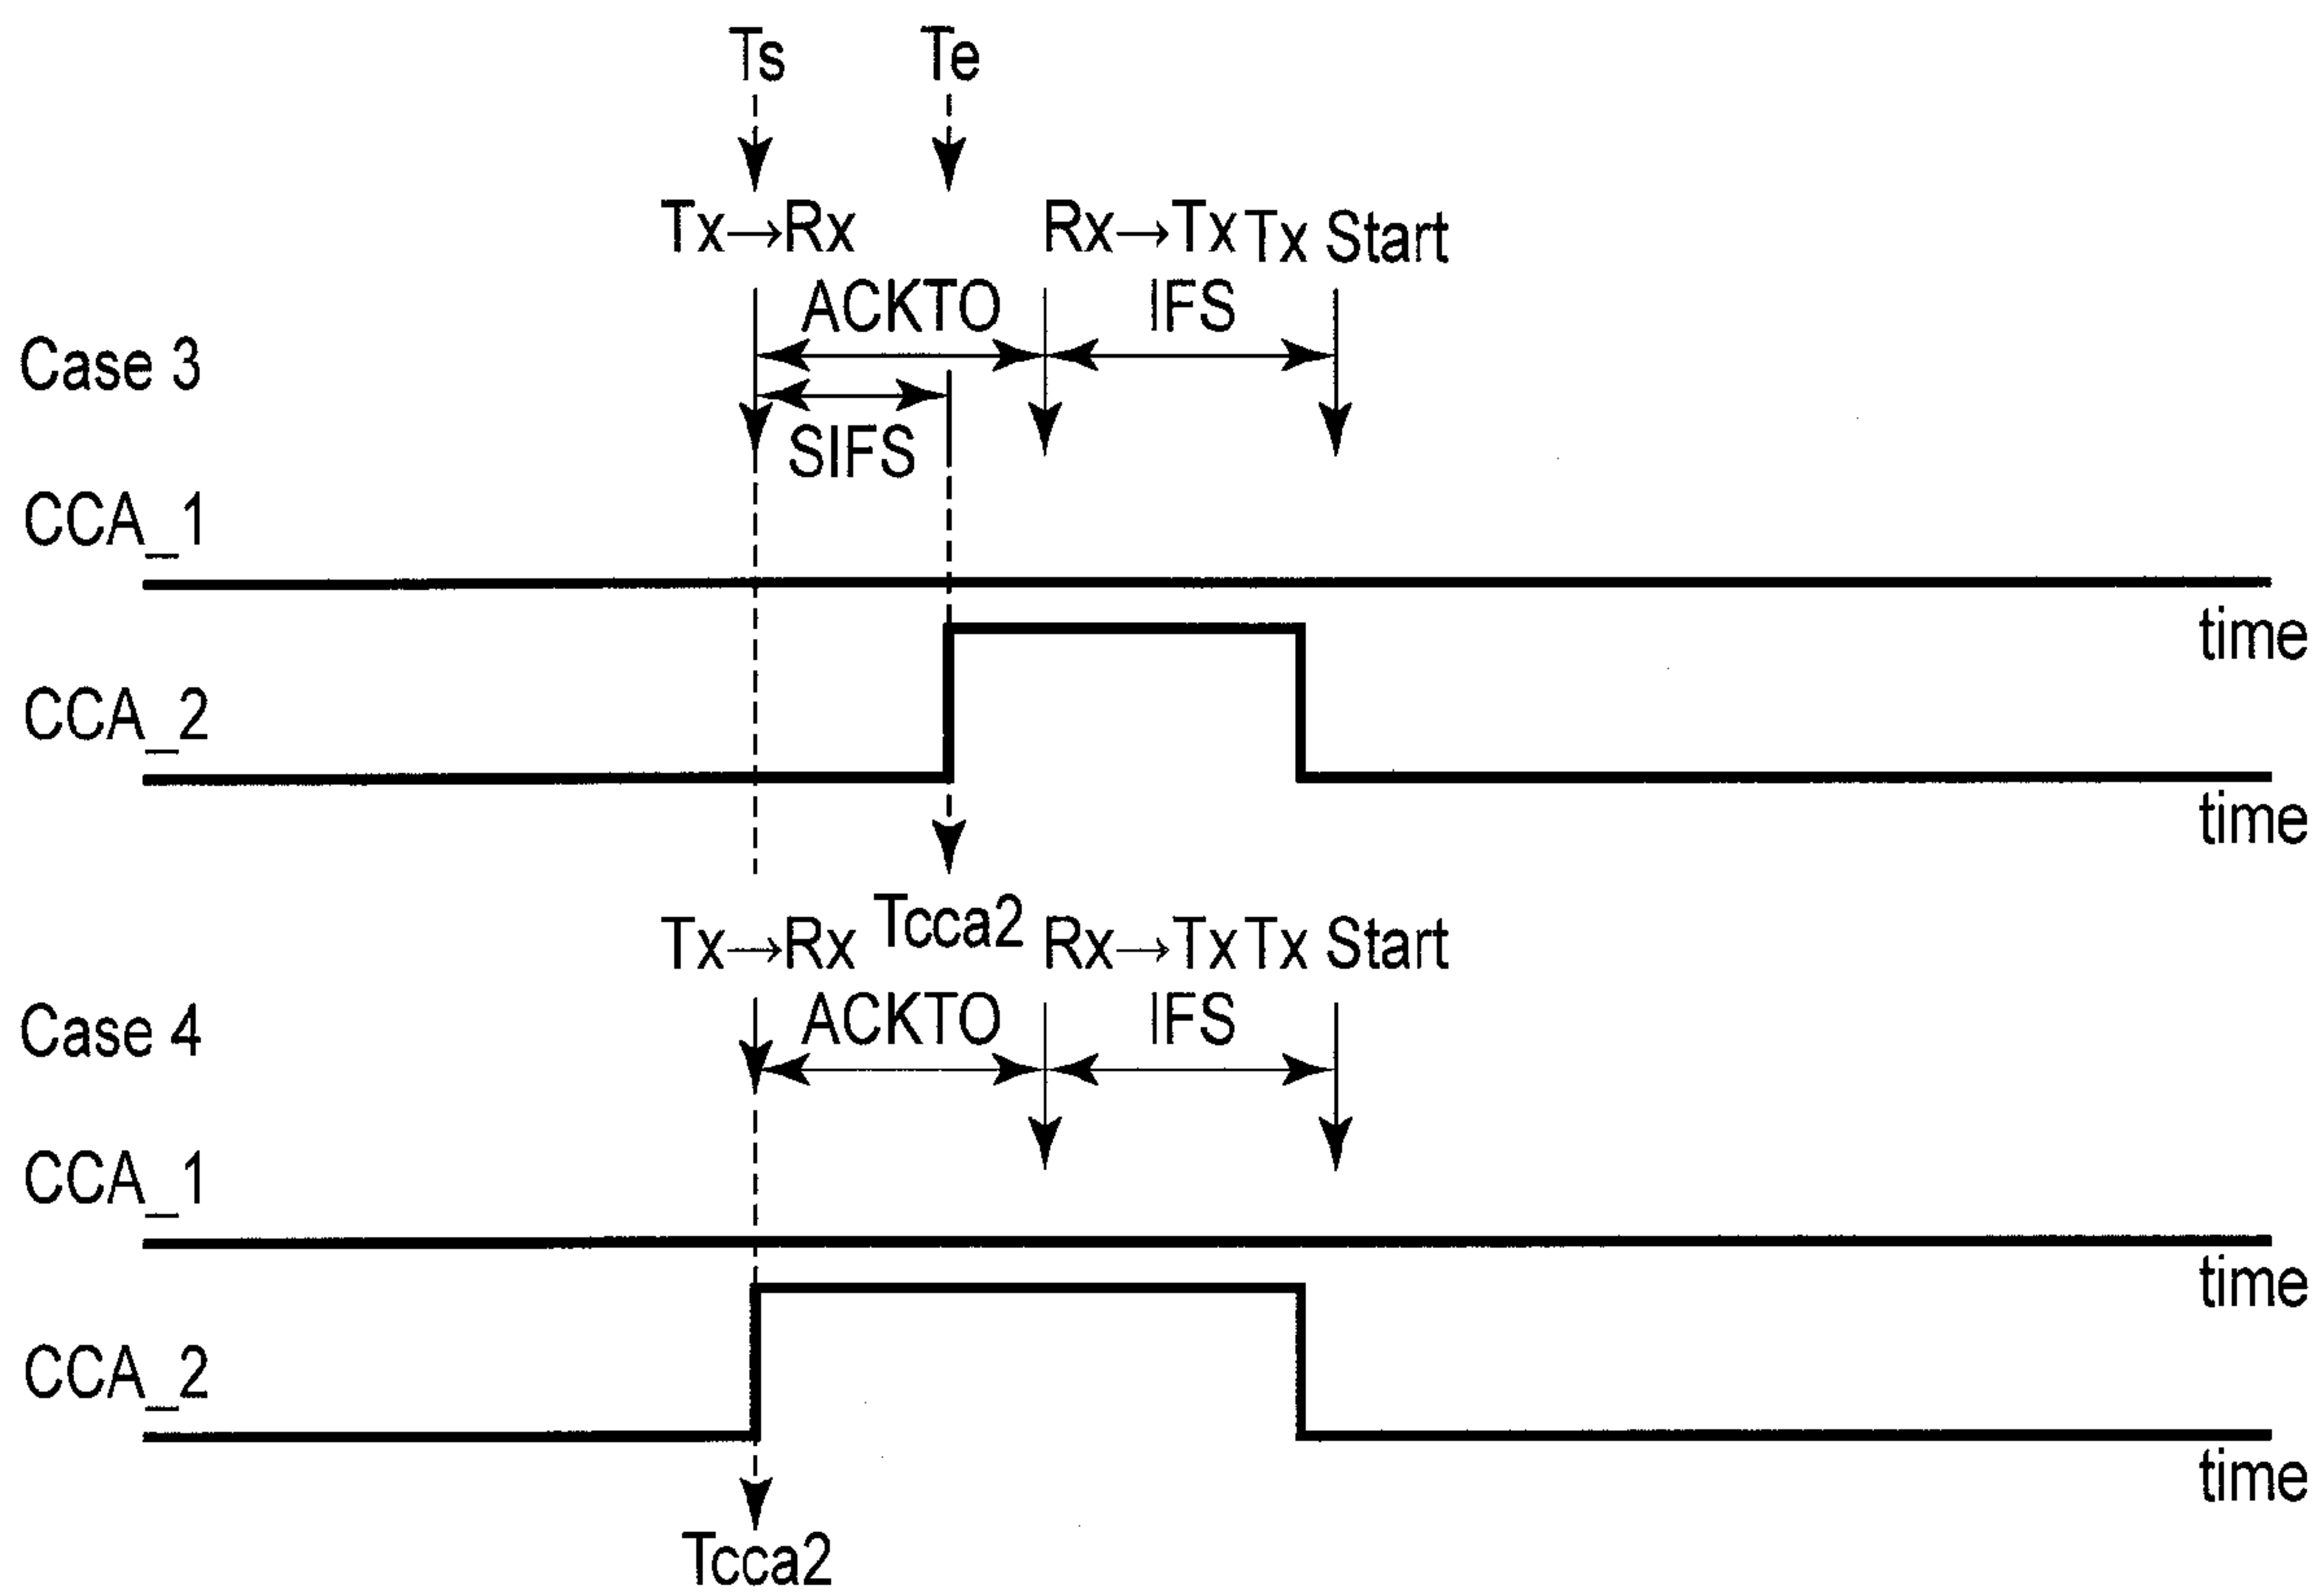 Ts Te
Tx→Rx Rx→Tx Tx Start
ACKTO IFS
Case 3
SIFS
CCA_1
time
CCA_2
time
Tx→Rx Tcca2 Rx→Tx Tx Start
ACKTO IFS
Case 4
CCA_1
time
CCA_2
time
Tcca2